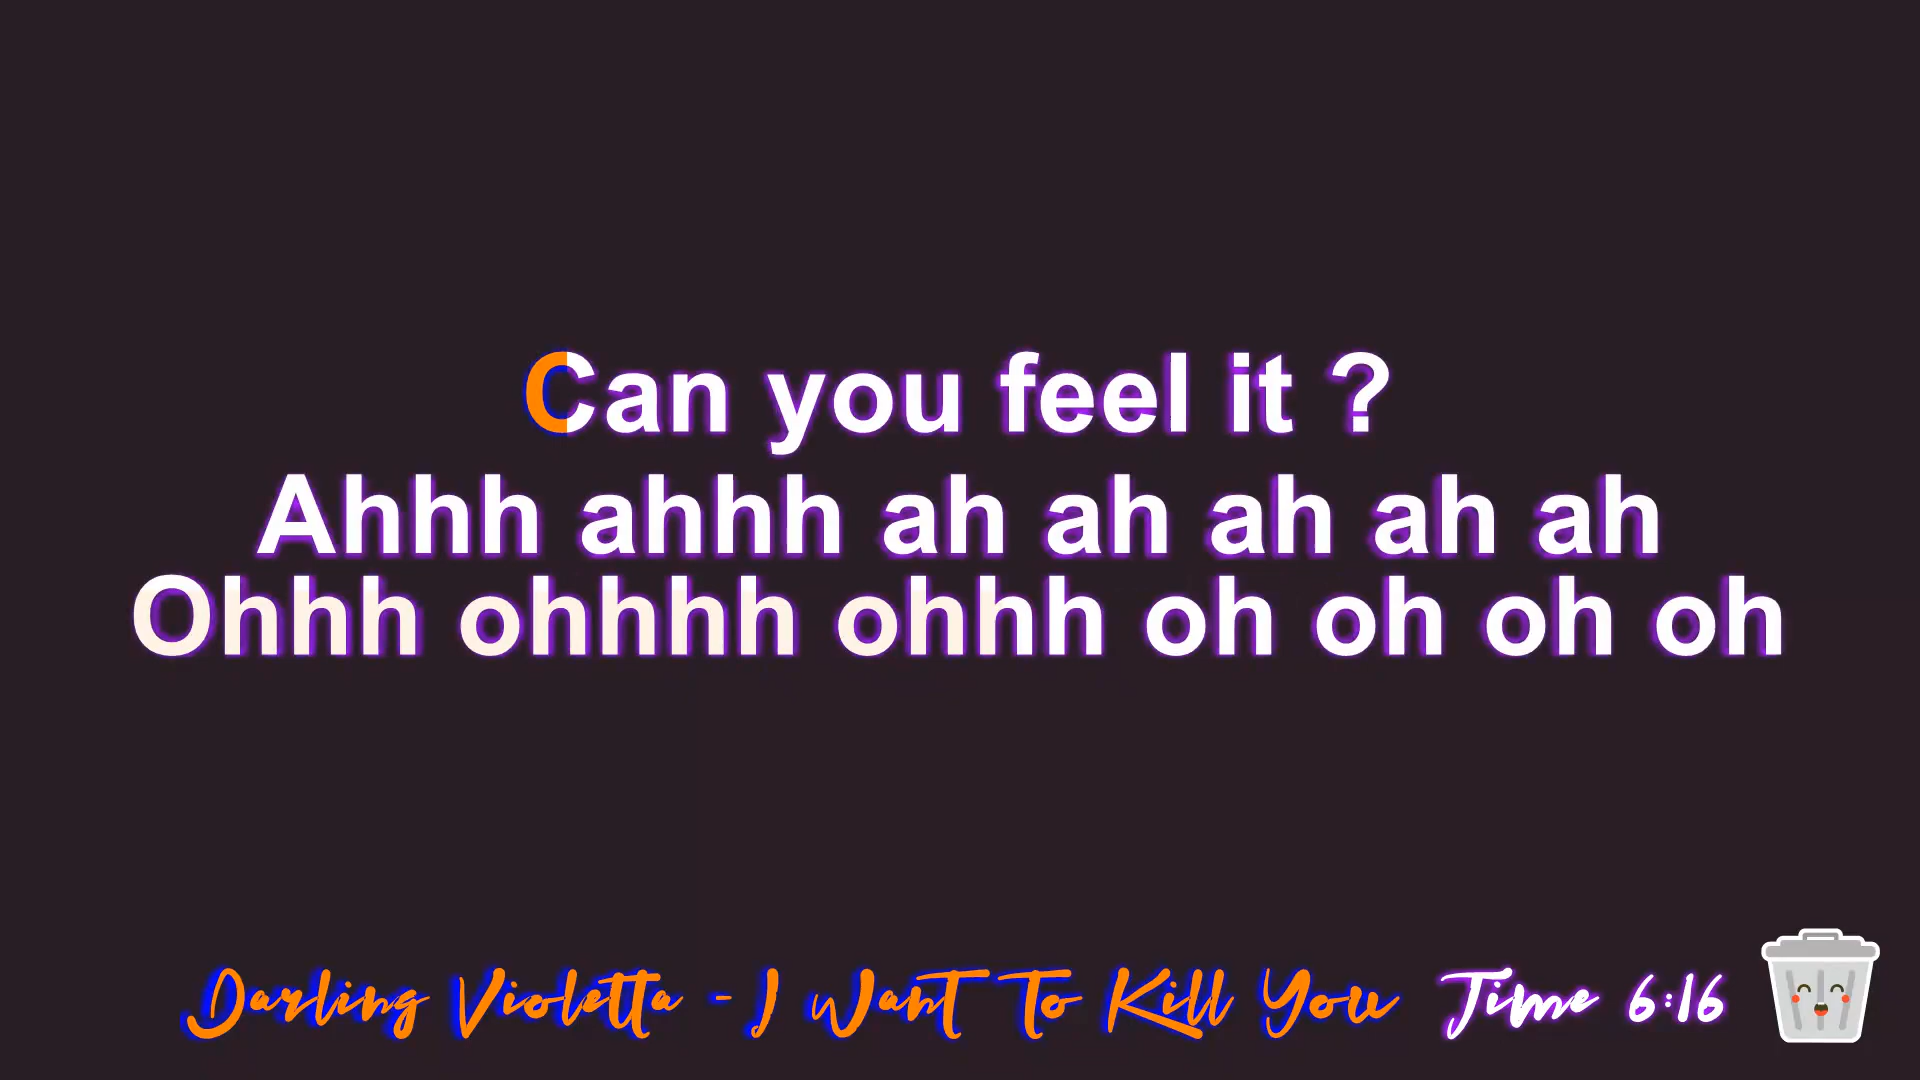 Can you feel it ?
Ahhh ahhh ah ah ah ah ah
Ohhh ohhhh ohhh oh oh oh oh
Darling Violetta - I Want To Kill You Time 6:16